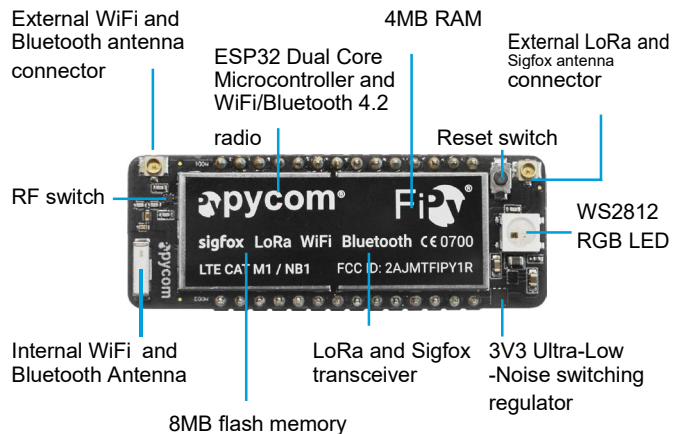 External WiFi and
Bluetooth antenna
connector
4MB RAM
ESP32 Dual Core
Microcontroller and
WiFi/Bluetooth 4.2
radio
External LoRa and
Sigfox antenna
connector
Reset switch
RF switch
WS2812
RGB LED
pycom®
FiPy®
sigfox LoRa WiFi Bluetooth CE 0700
LTE CAT M1 / NB1 FCC ID: 2AJMTFIPY1R
pycom
Internal WiFi and
Bluetooth Antenna
LoRa and Sigfox
transceiver
3V3 Ultra-Low
-Noise switching
regulator
8MB flash memory